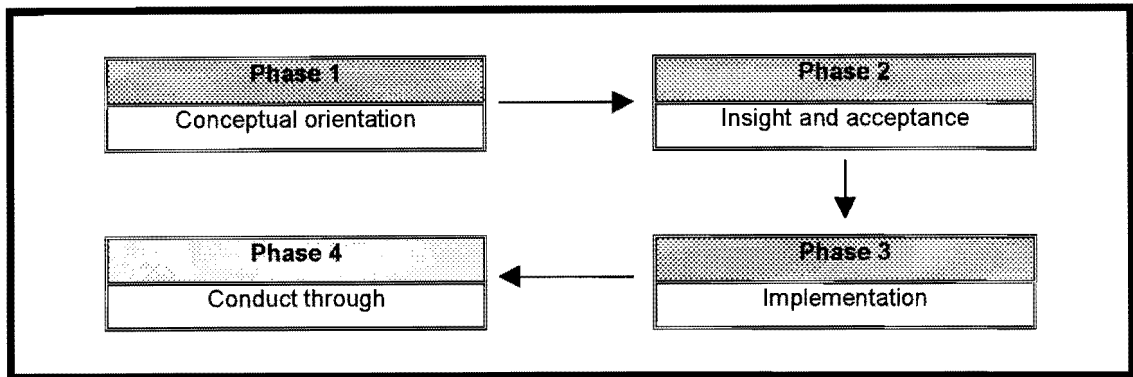 Phase 1
Conceptual orientation
Phase 2
Insight and acceptance
Phase 3
Implementation
Phase 4
Conduct through